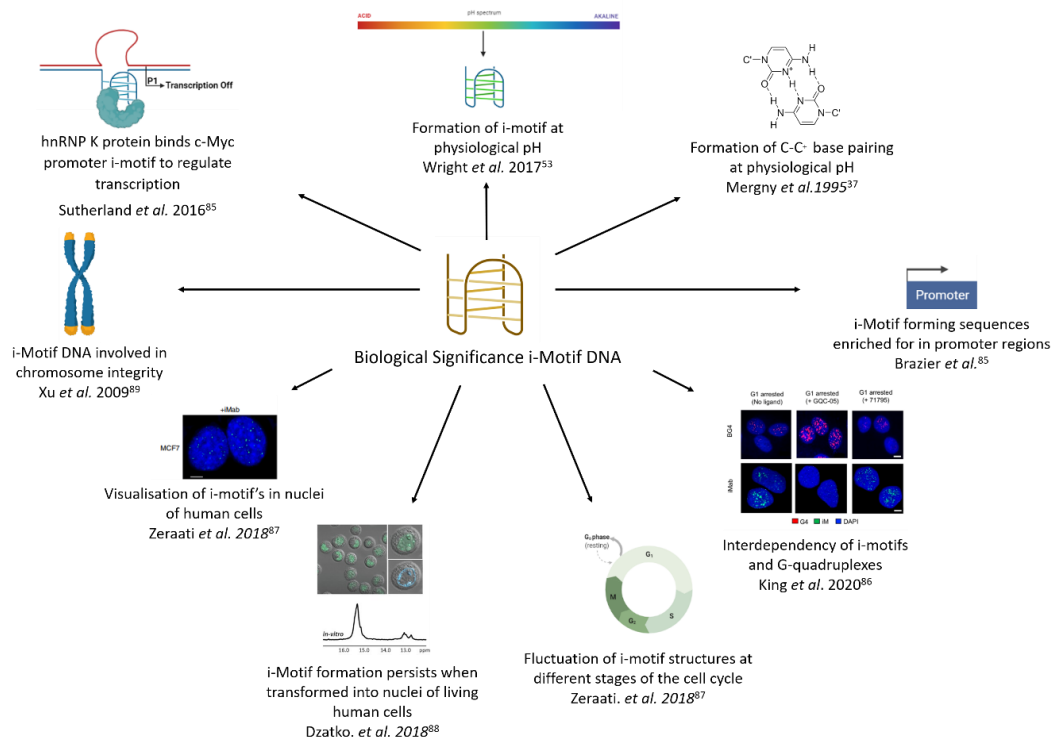 pH spectrum
ACID
AKALINE
P1
Transcription Off
hnRNP K protein binds c-Myc
promoter i-motif to regulate
transcription
Sutherland et al. 2016⁸⁵
Formation of i-motif at
physiological pH
Wright et al. 2017⁵³
C'
N
N⁺
O
N
H
H
H
H
H
N
N
O
N
C'
Formation of C-C⁺ base pairing
at physiological pH
Mergny et al.1995³⁷
i-Motif DNA involved in
chromosome integrity
Xu et al. 2009⁸⁹
Biological Significance i-Motif DNA
Promoter
i-Motif forming sequences
enriched for in promoter regions
Brazier et al.⁸⁵
+iMab
MCF7
Visualisation of i-motif's in nuclei
of human cells
Zeraati et al. 2018⁸⁷
in-vitro
16.0 15.0 14.0 13.0 ppm
i-Motif formation persists when
transformed into nuclei of living
human cells
Dzatko. et al. 2018⁸⁸
G₀ phase
(resting)
G₁
S
G₂
M
Fluctuation of i-motif structures at
different stages of the cell cycle
Zeraati. et al. 2018⁸⁷
G1 arrested
(No ligand)
G1 arrested
(+ GQC-05)
G1 arrested
(+ 71795)
BG4
iMab
G4 iM DAPI
Interdependency of i-motifs
and G-quadruplexes
King et al. 2020⁸⁶